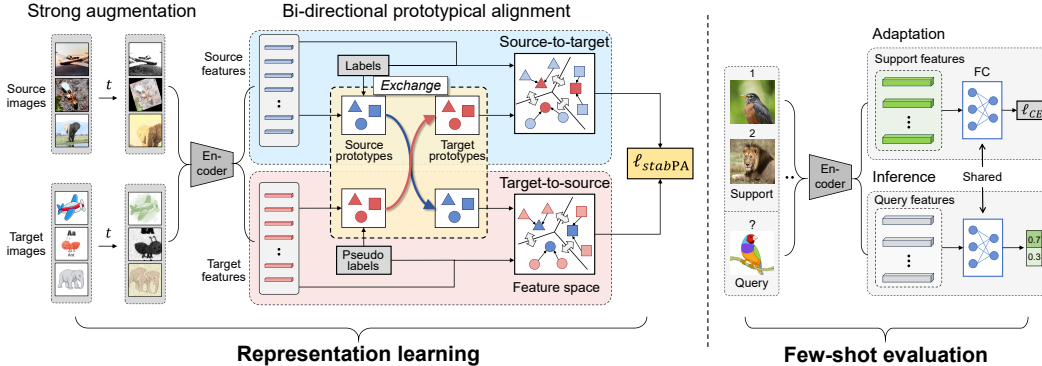 Strong augmentation
Bi-directional prototypical alignment
Source
images
t
Target
images
t
Aa
Ant
En-
coder
Source
features
Labels
Exchange
Source
prototypes
Target
prototypes
Source-to-target
Target-to-source
Pseudo
labels
Target
features
Feature space
ℓstabPA
Representation learning
1
2
Support
?
Query
En-
coder
Adaptation
Support features
FC
ℓCE
Shared
Inference
Query features
0.7
0.3
Few-shot evaluation